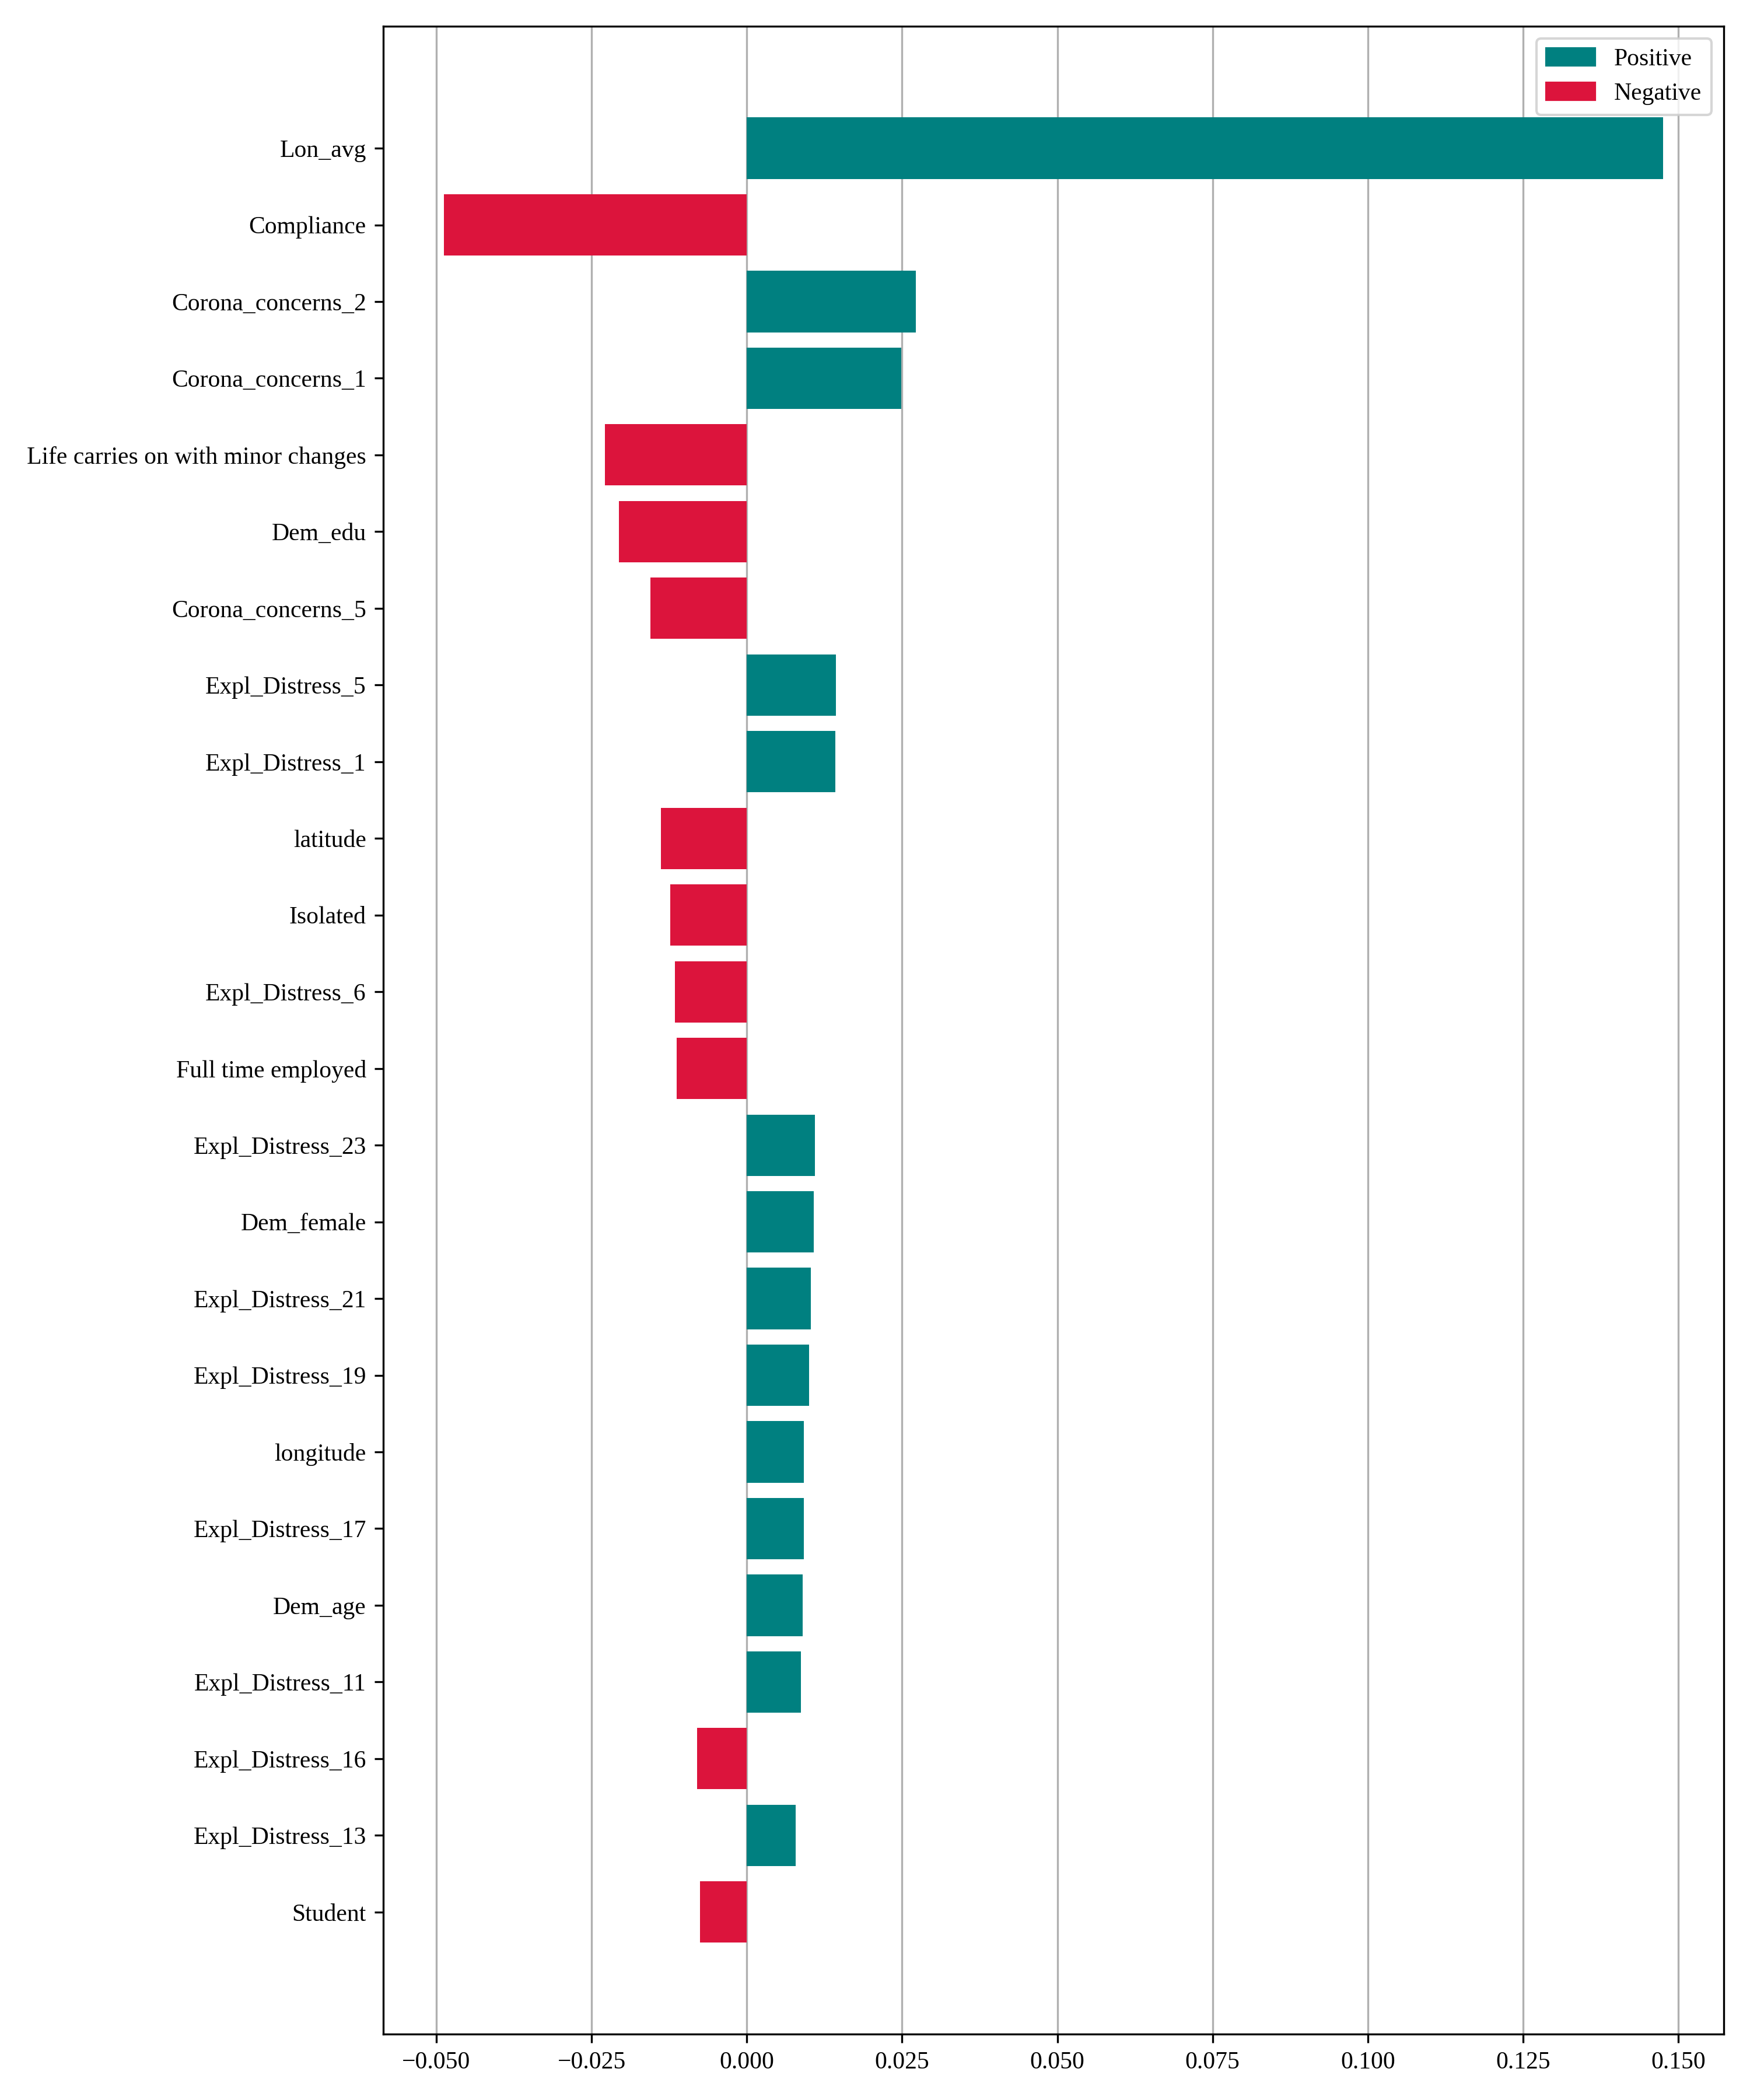 Positive
Negative
Lon_avg
Compliance
Corona_concerns_2
Corona_concerns_1
Life carries on with minor changes
Dem_edu
Corona_concerns_5
Expl_Distress_5
Expl_Distress_1
latitude
Isolated
Expl_Distress_6
Full time employed
Expl_Distress_23
Dem_female
Expl_Distress_21
Expl_Distress_19
longitude
Expl_Distress_17
Dem_age
Expl_Distress_11
Expl_Distress_16
Expl_Distress_13
Student
−0.050 −0.025 0.000 0.025 0.050 0.075 0.100 0.125 0.150